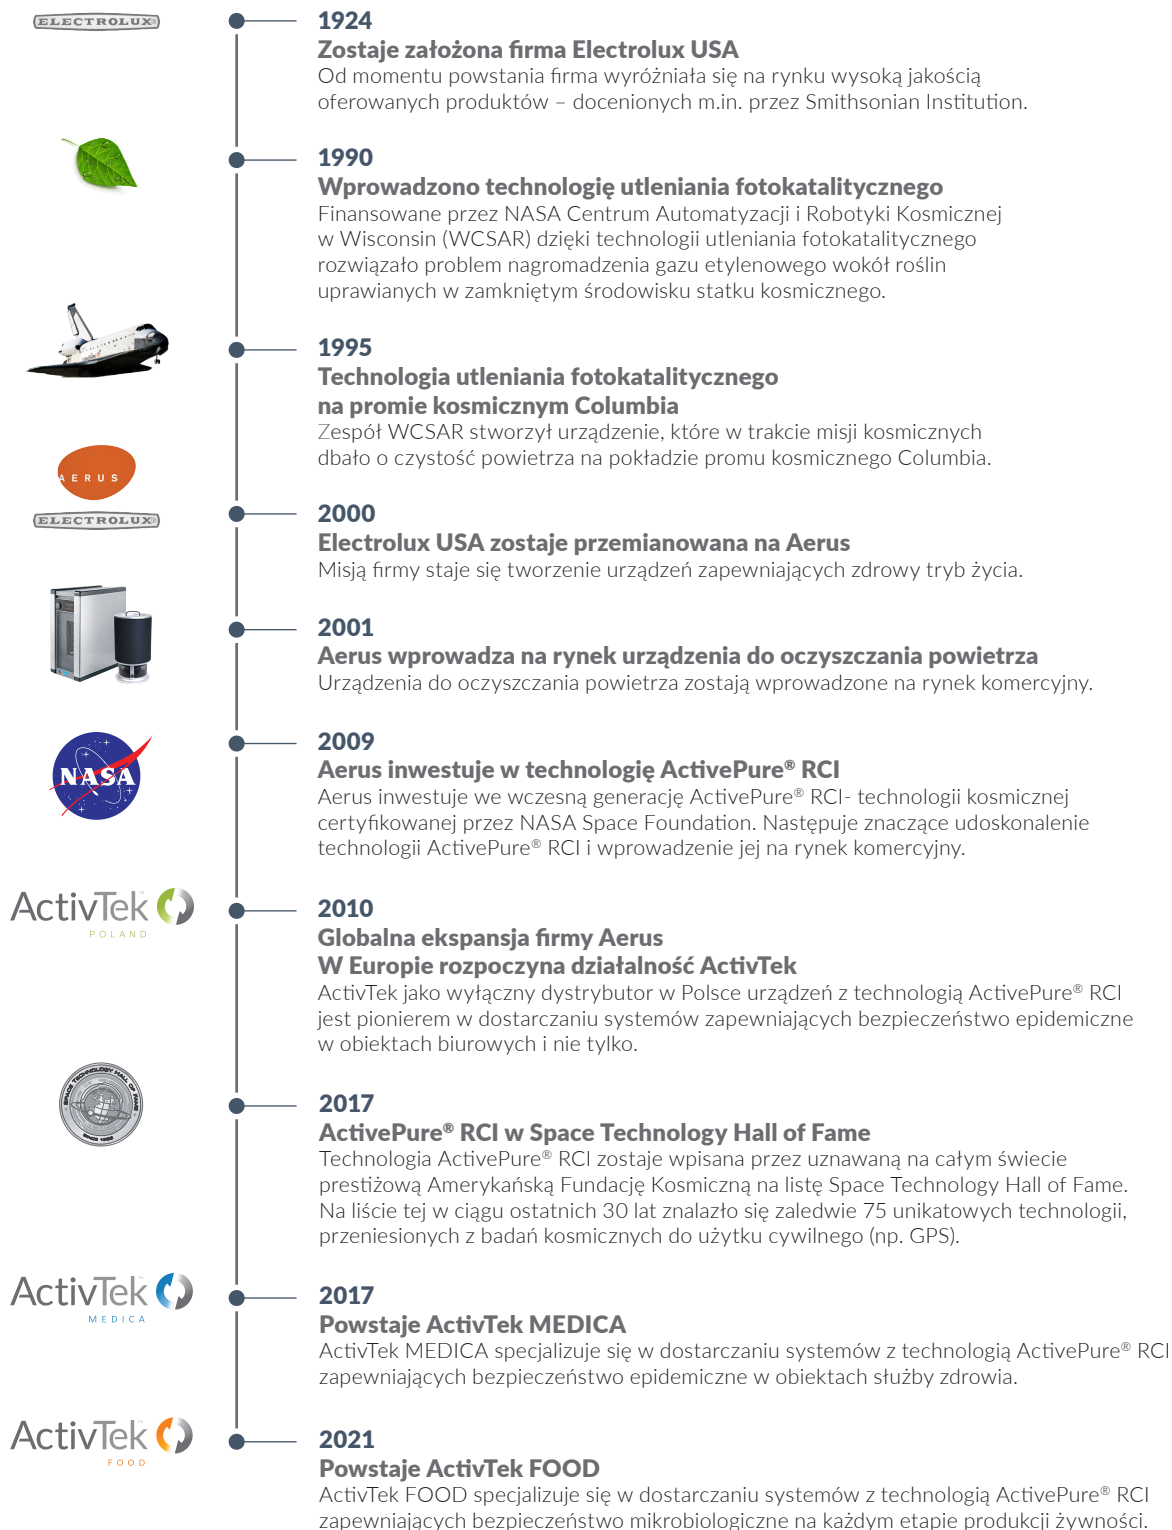 ELECTROLUX®
1924
Zostaje założona firma Electrolux USA
Od momentu powstania firma wyróżniała się na rynku wysoką jakością
oferowanych produktów – docenionych m.in. przez Smithsonian Institution.
1990
Wprowadzono technologię utleniania fotokatalitycznego
Finansowane przez NASA Centrum Automatyzacji i Robotyki Kosmicznej
w Wisconsin (WCSAR) dzięki technologii utleniania fotokatalitycznego
rozwiązało problem nagromadzenia gazu etylenowego wokół roślin
uprawianych w zamkniętym środowisku statku kosmicznego.
1995
Technologia utleniania fotokatalitycznego
na promie kosmicznym Columbia
Zespół WCSAR stworzył urządzenie, które w trakcie misji kosmicznych
dbało o czystość powietrza na pokładzie promu kosmicznego Columbia.
AERUS
ELECTROLUX®
2000
Electrolux USA zostaje przemianowana na Aerus
Misją firmy staje się tworzenie urządzeń zapewniających zdrowy tryb życia.
2001
Aerus wprowadza na rynek urządzenia do oczyszczania powietrza
Urządzenia do oczyszczania powietrza zostają wprowadzone na rynek komercyjny.
NASA
2009
Aerus inwestuje w technologię ActivePure® RCI
Aerus inwestuje we wczesną generację ActivePure® RCI- technologii kosmicznej
certyfikowanej przez NASA Space Foundation. Następuje znaczące udoskonalenie
technologii ActivePure® RCI i wprowadzenie jej na rynek komercyjny.
ActivTek™
POLAND
2010
Globalna ekspansja firmy Aerus
W Europie rozpoczyna działalność ActivTek
ActivTek jako wyłączny dystrybutor w Polsce urządzeń z technologią ActivePure® RCI
jest pionierem w dostarczaniu systemów zapewniających bezpieczeństwo epidemiczne
w obiektach biurowych i nie tylko.
SPACE TECHNOLOGY HALL OF FAME
SINCE 1988
2017
ActivePure® RCI w Space Technology Hall of Fame
Technologia ActivePure® RCI zostaje wpisana przez uznawaną na całym świecie
prestiżową Amerykańską Fundację Kosmiczną na listę Space Technology Hall of Fame.
Na liście tej w ciągu ostatnich 30 lat znalazło się zaledwie 75 unikatowych technologii,
przeniesionych z badań kosmicznych do użytku cywilnego (np. GPS).
ActivTek™
MEDICA
2017
Powstaje ActivTek MEDICA
ActivTek MEDICA specjalizuje się w dostarczaniu systemów z technologią ActivePure® RCI
zapewniających bezpieczeństwo epidemiczne w obiektach służby zdrowia.
ActivTek™
FOOD
2021
Powstaje ActivTek FOOD
ActivTek FOOD specjalizuje się w dostarczaniu systemów z technologią ActivePure® RCI
zapewniających bezpieczeństwo mikrobiologiczne na każdym etapie produkcji żywności.